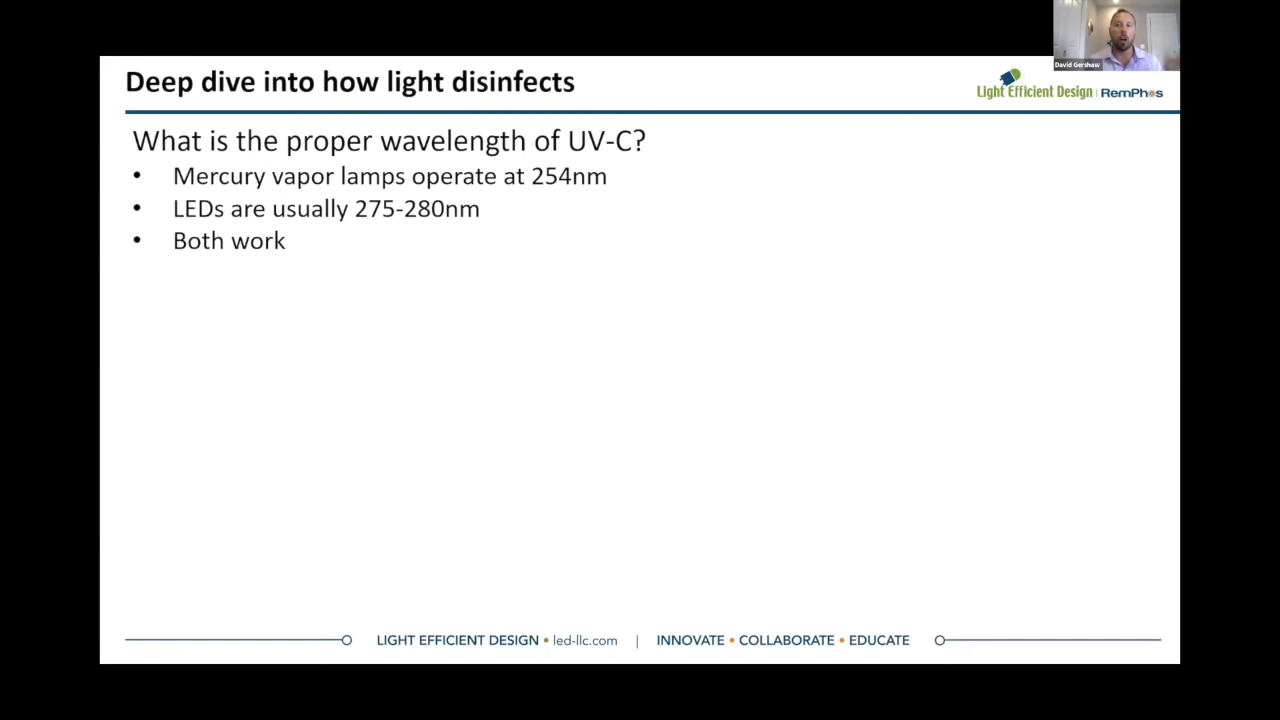 David Gershaw
Deep dive into how light disinfects
Light Efficient Design | RemPhos
What is the proper wavelength of UV-C?
• Mercury vapor lamps operate at 254nm
• LEDs are usually 275-280nm
• Both work
LIGHT EFFICIENT DESIGN • led-llc.com | INNOVATE • COLLABORATE • EDUCATE